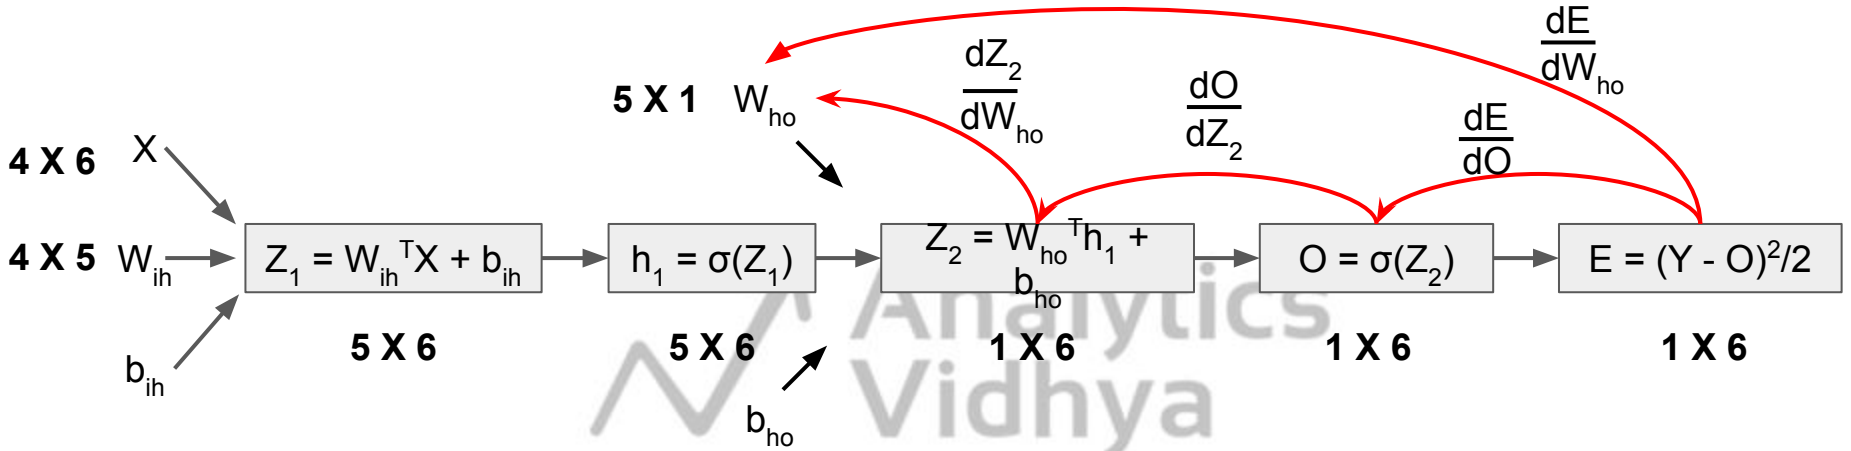 dE
dW_ho
dZ_2
dW_ho
dO
dZ_2
dE
dO
5 X 1 W_ho
4 X 6 X
4 X 5 W_ih
Z_1 = W_ih^T X + b_ih
h_1 = σ(Z_1)
Z_2 = W_ho^T h_1 +
b_ho
O = σ(Z_2)
E = (Y - O)^2/2
5 X 6
5 X 6
1 X 6
1 X 6
1 X 6
b_ih
b_ho
Analytics
Vidhya